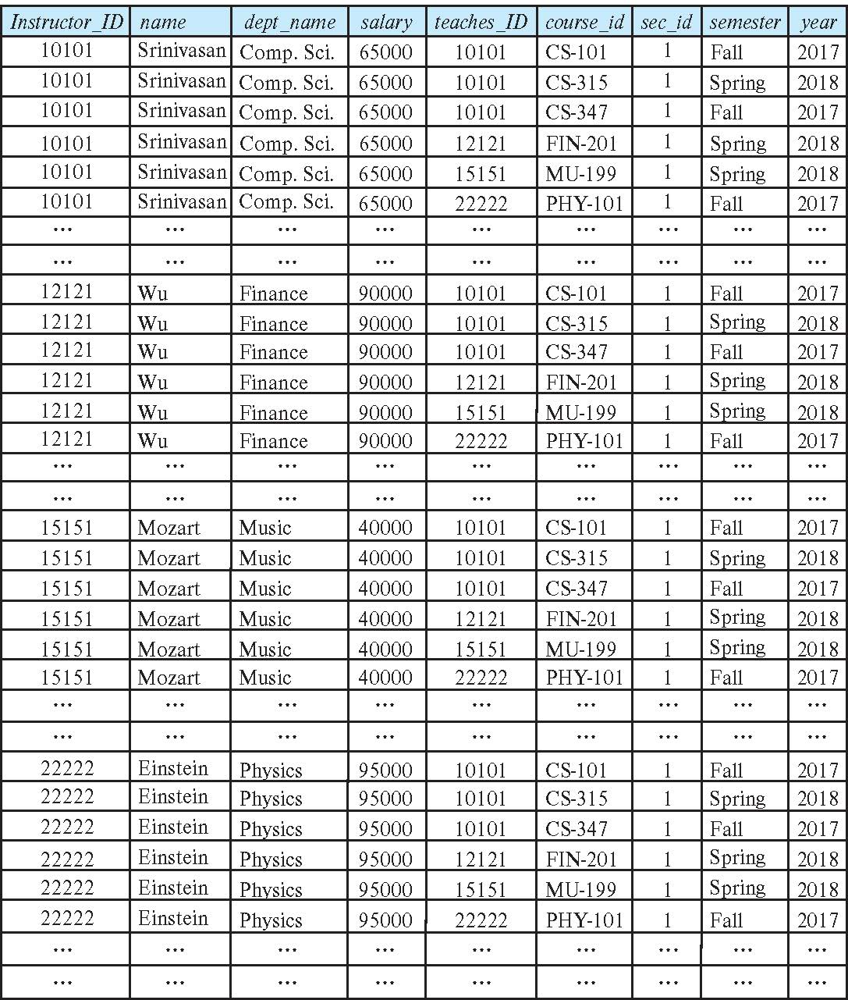 Instructor_ID name dept_name salary teaches_ID course_id sec_id semester year
10101 Srinivasan Comp. Sci. 65000 10101 CS-101 1 Fall 2017
10101 Srinivasan Comp. Sci. 65000 10101 CS-315 1 Spring 2018
10101 Srinivasan Comp. Sci. 65000 10101 CS-347 1 Fall 2017
10101 Srinivasan Comp. Sci. 65000 12121 FIN-201 1 Spring 2018
10101 Srinivasan Comp. Sci. 65000 15151 MU-199 1 Spring 2018
10101 Srinivasan Comp. Sci. 65000 22222 PHY-101 1 Fall 2017
... ... ... ... ... ... ... ... ...
... ... ... ... ... ... ... ... ...
12121 Wu Finance 90000 10101 CS-101 1 Fall 2017
12121 Wu Finance 90000 10101 CS-315 1 Spring 2018
12121 Wu Finance 90000 10101 CS-347 1 Fall 2017
12121 Wu Finance 90000 12121 FIN-201 1 Spring 2018
12121 Wu Finance 90000 15151 MU-199 1 Spring 2018
12121 Wu Finance 90000 22222 PHY-101 1 Fall 2017
... ... ... ... ... ... ... ... ...
... ... ... ... ... ... ... ... ...
15151 Mozart Music 40000 10101 CS-101 1 Fall 2017
15151 Mozart Music 40000 10101 CS-315 1 Spring 2018
15151 Mozart Music 40000 10101 CS-347 1 Fall 2017
15151 Mozart Music 40000 12121 FIN-201 1 Spring 2018
15151 Mozart Music 40000 15151 MU-199 1 Spring 2018
15151 Mozart Music 40000 22222 PHY-101 1 Fall 2017
... ... ... ... ... ... ... ... ...
... ... ... ... ... ... ... ... ...
22222 Einstein Physics 95000 10101 CS-101 1 Fall 2017
22222 Einstein Physics 95000 10101 CS-315 1 Spring 2018
22222 Einstein Physics 95000 10101 CS-347 1 Fall 2017
22222 Einstein Physics 95000 12121 FIN-201 1 Spring 2018
22222 Einstein Physics 95000 15151 MU-199 1 Spring 2018
22222 Einstein Physics 95000 22222 PHY-101 1 Fall 2017
... ... ... ... ... ... ... ... ...
... ... ... ... ... ... ... ... ...